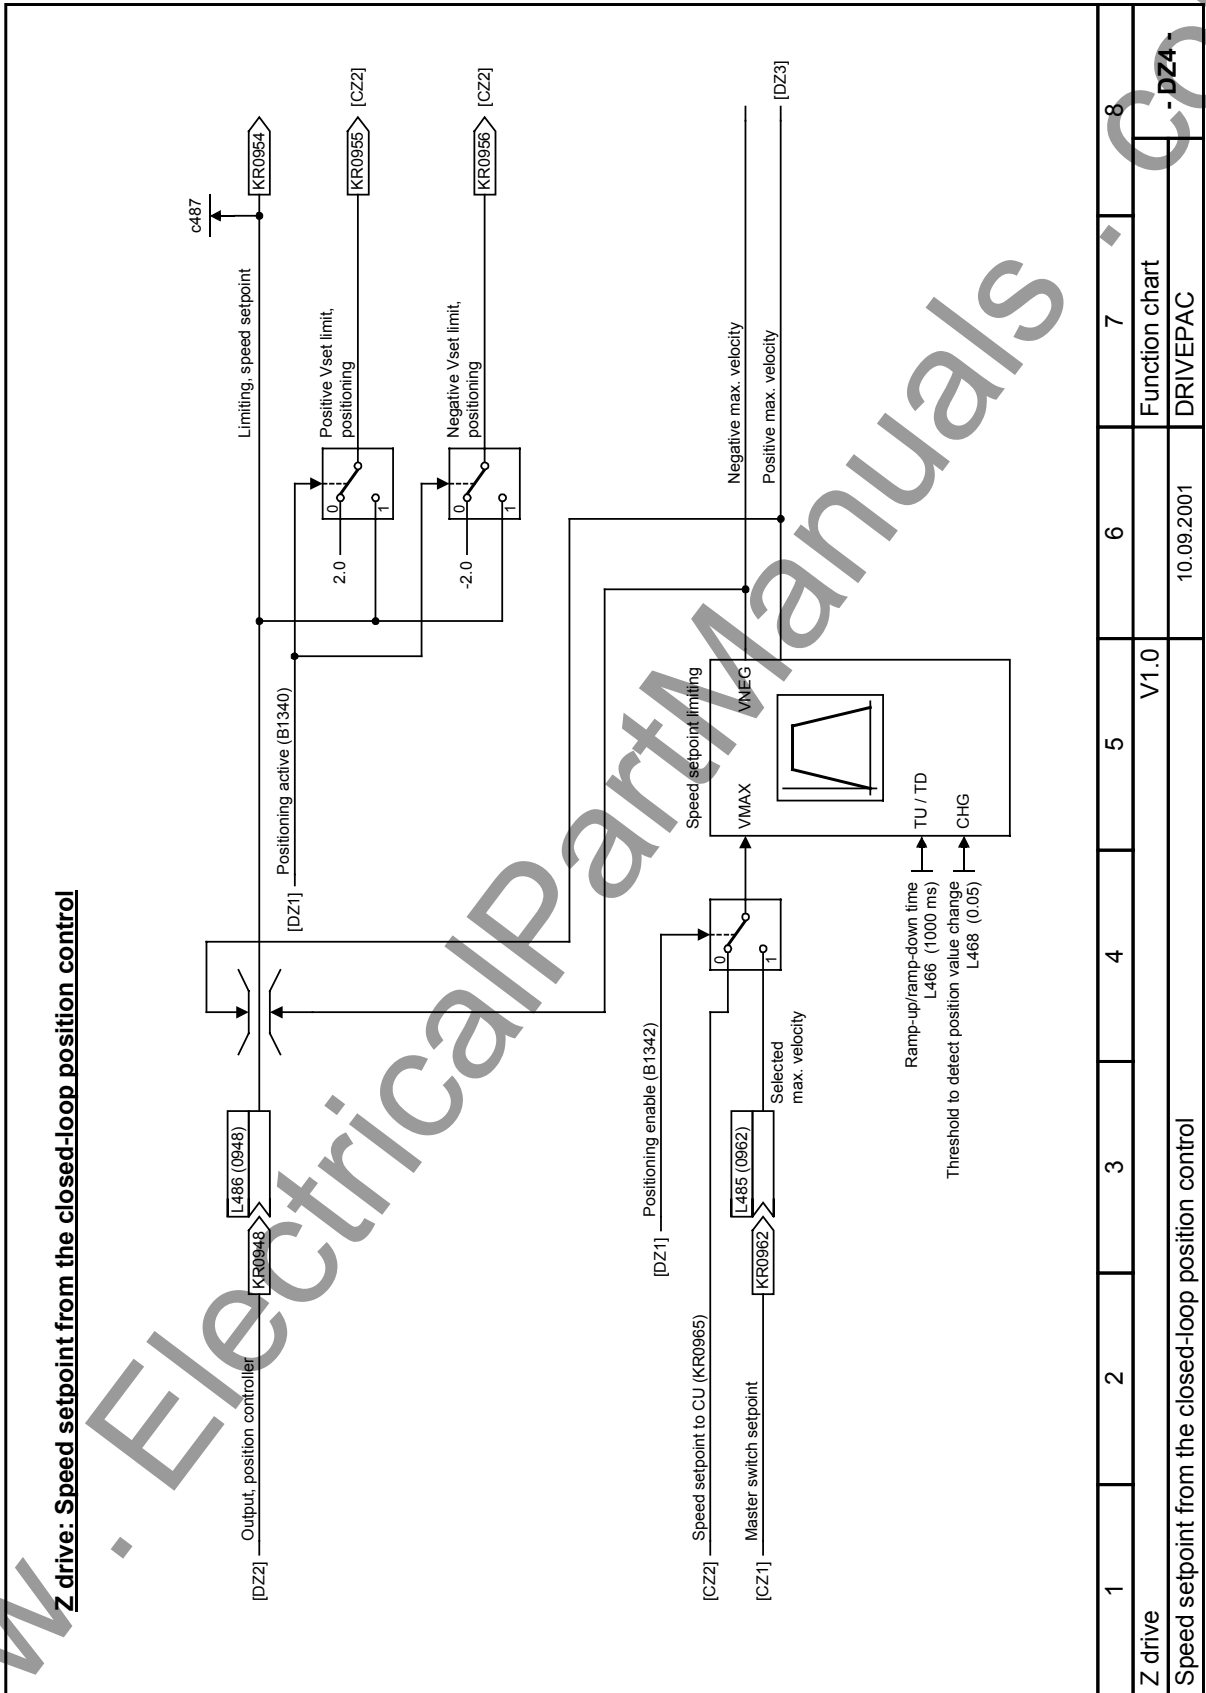 Z drive: Speed setpoint from the closed-loop position control
c487
Limiting, speed setpoint
KR0954
Positive Vset limit,
positioning
KR0955
[CZ2]
Negative Vset limit,
positioning
KR0956
[CZ2]
[DZ2]
Output, position controller
KR0948
L486 (0948)
[DZ1]
Positioning active (B1340)
2.0
0
1
-2.0
0
1
[DZ1]
Positioning enable (B1342)
[CZ2]
Speed setpoint to CU (KR0965)
[CZ1]
Master switch setpoint
KR0962
L485 (0962)
Selected
max. velocity
0
1
Speed setpoint limiting
VMAX
VNEG
TU / TD
CHG
Ramp-up/ramp-down time
L466 (1000 ms)
Threshold to detect position value change
L468 (0.05)
Negative max. velocity
Positive max. velocity
[DZ3]
1
2
3
4
5
6
7
8
Z drive
V1.0
Function chart
- DZ4 -
Speed setpoint from the closed-loop position control
10.09.2001
DRIVEPAC
w . ElectricalPartManuals . co